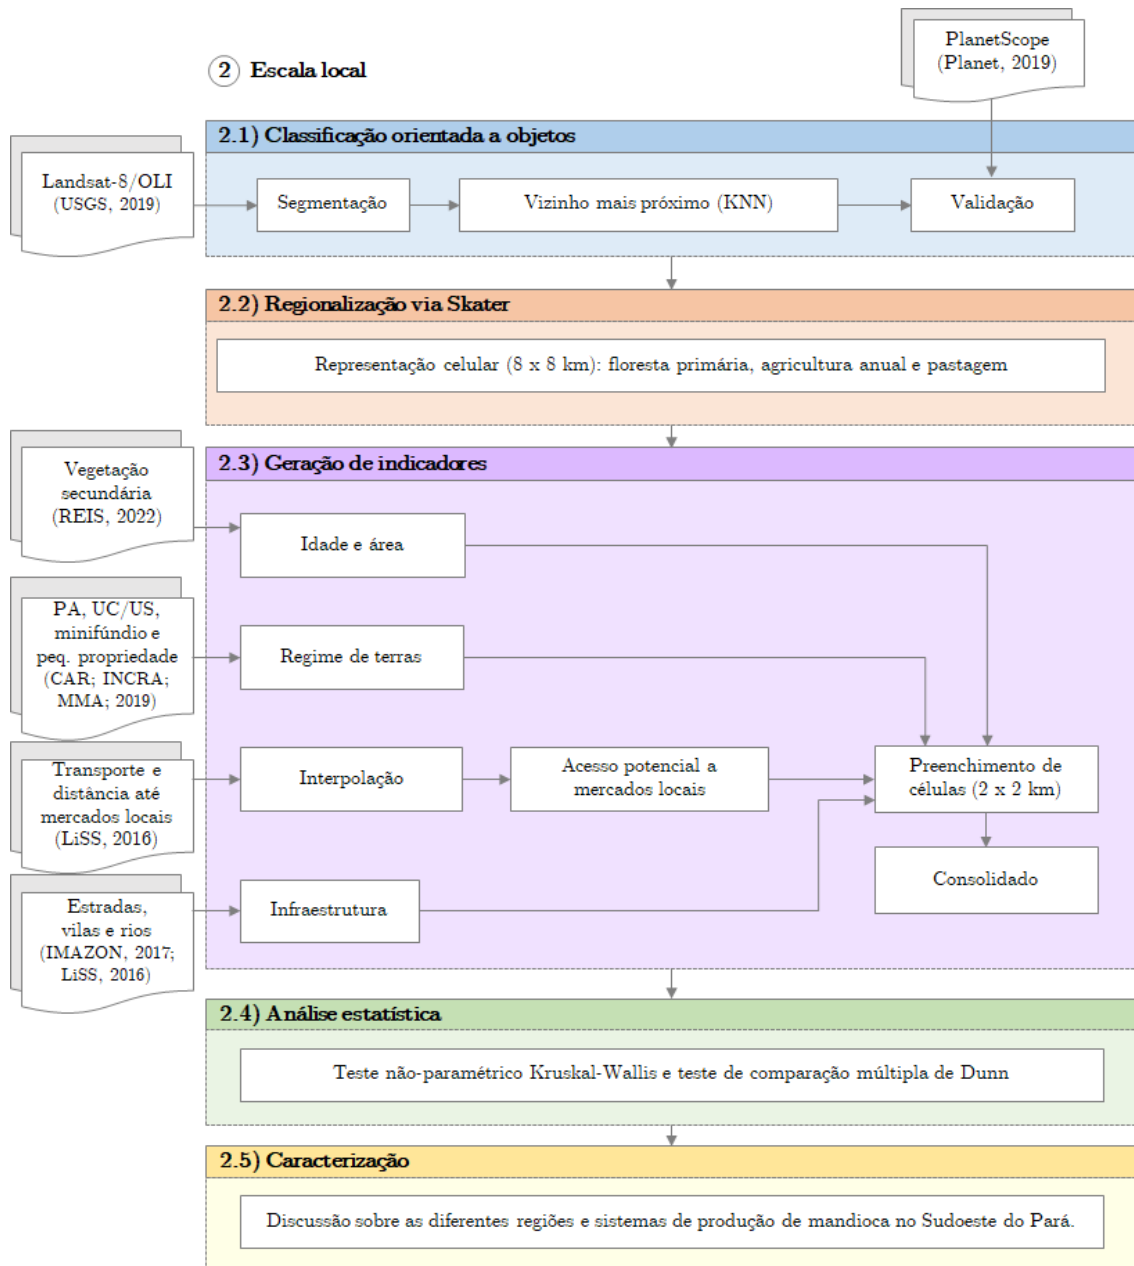 PlanetScope
(Planet, 2019)
2 Escala local
2.1) Classificação orientada a objetos
Landsat-8/OLI
(USGS, 2019)
Segmentação
Vizinho mais próximo (KNN)
Validação
2.2) Regionalização via Skater
Representação celular (8 x 8 km): floresta primária, agricultura anual e pastagem
2.3) Geração de indicadores
Vegetação
secundária
(REIS, 2022)
Idade e área
PA, UC/US,
minifúndio e
peq. propriedade
(CAR; INCRA;
MMA; 2019)
Regime de terras
Transporte e
distância até
mercados locais
(LiSS, 2016)
Interpolação
Acesso potencial a
mercados locais
Preenchimento de
células (2 x 2 km)
Consolidado
Estradas,
vilas e rios
(IMAZON, 2017;
LiSS, 2016)
Infraestrutura
2.4) Análise estatística
Teste não-paramétrico Kruskal-Wallis e teste de comparação múltipla de Dunn
2.5) Caracterização
Discussão sobre as diferentes regiões e sistemas de produção de mandioca no Sudoeste do Pará.